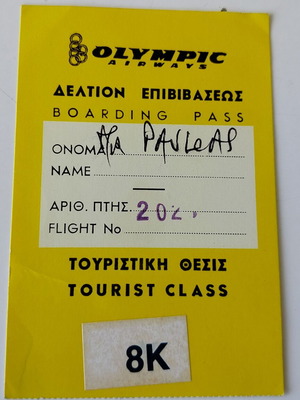 OLYMPIC
AIRWAYS
ΔΕΛΤΙΟΝ ΕΠΙΒΙΒΑΣΕΩΣ
BOARDING PASS
ΟΝΟΜΑ
NAME
ΑΡΙΘ. ΠΤΗΣ. 202
FLIGHT No
ΤΟΥΡΙΣΤΙΚΗ ΘΕΣΙΣ
TOURIST CLASS
8K